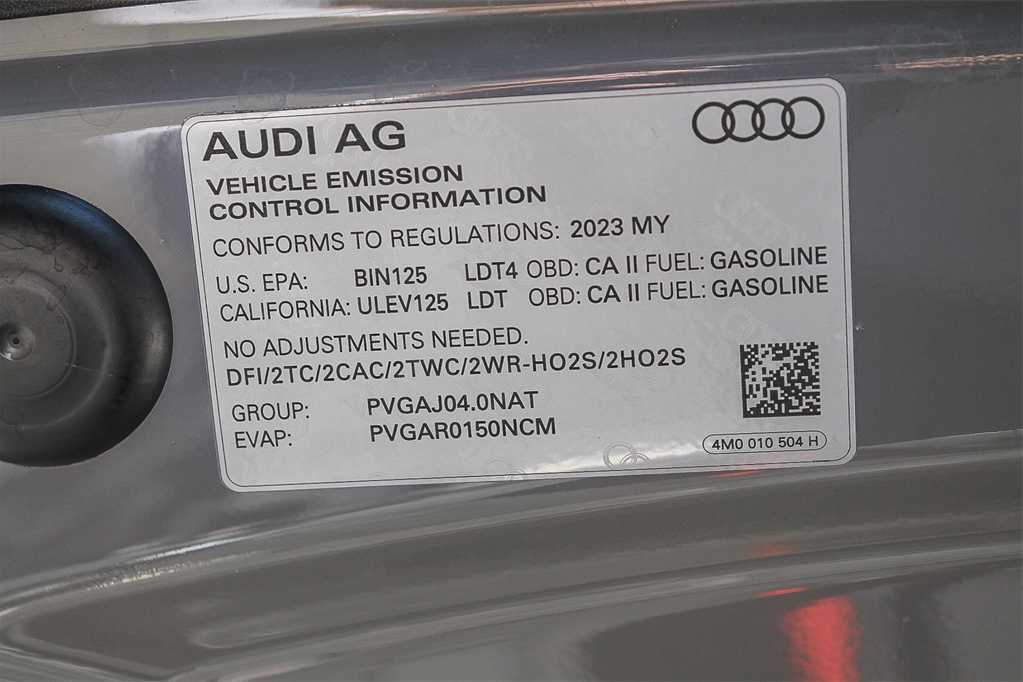 AUDI AG
VEHICLE EMISSION
CONTROL INFORMATION
CONFORMS TO REGULATIONS: 2023 MY
U.S. EPA: BIN125 LDT4 OBD: CA II FUEL: GASOLINE
CALIFORNIA: ULEV125 LDT OBD: CA II FUEL: GASOLINE
NO ADJUSTMENTS NEEDED.
DFI/2TC/2CAC/2TWC/2WR-HO2S/2HO2S
GROUP: PVGAJ04.0NAT
EVAP: PVGAR0150NCM
4M0 010 504 H